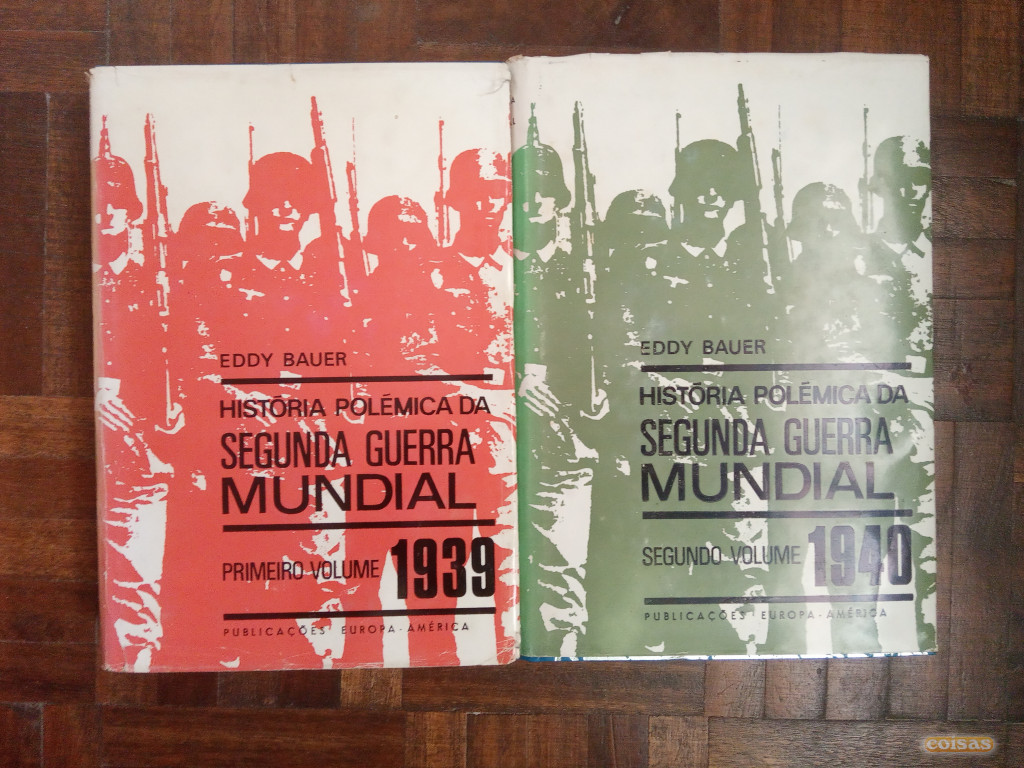 EDDY BAUER
HISTÓRIA POLÉMICA DA
SEGUNDA GUERRA
MUNDIAL
PRIMEIRO-VOLUME 1939
PUBLICAÇÕES EUROPA-AMÉRICA
EDDY BAUER
HISTÓRIA POLÉMICA DA
SEGUNDA GUERRA
MUNDIAL
SEGUNDO-VOLUME 1940
PUBLICAÇÕES EUROPA-AMÉRICA
coisas